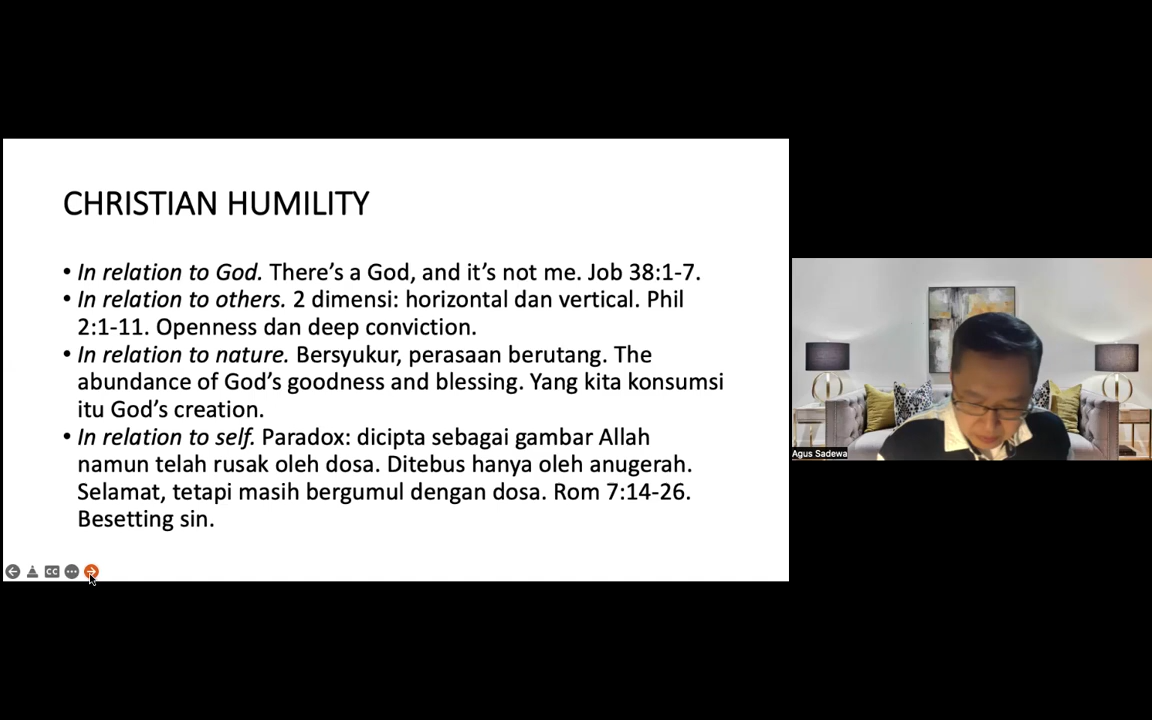 CHRISTIAN HUMILITY
• In relation to God. There's a God, and it's not me. Job 38:1-7.
• In relation to others. 2 dimensi: horizontal dan vertical. Phil
2:1-11. Openness dan deep conviction.
• In relation to nature. Bersyukur, perasaan berutang. The
abundance of God's goodness and blessing. Yang kita konsumsi
itu God's creation.
• In relation to self. Paradox: dicipta sebagai gambar Allah
namun telah rusak oleh dosa. Ditebus hanya oleh anugerah.
Selamat, tetapi masih bergumul dengan dosa. Rom 7:14-26.
Besetting sin.
CC
Agus Sadewa